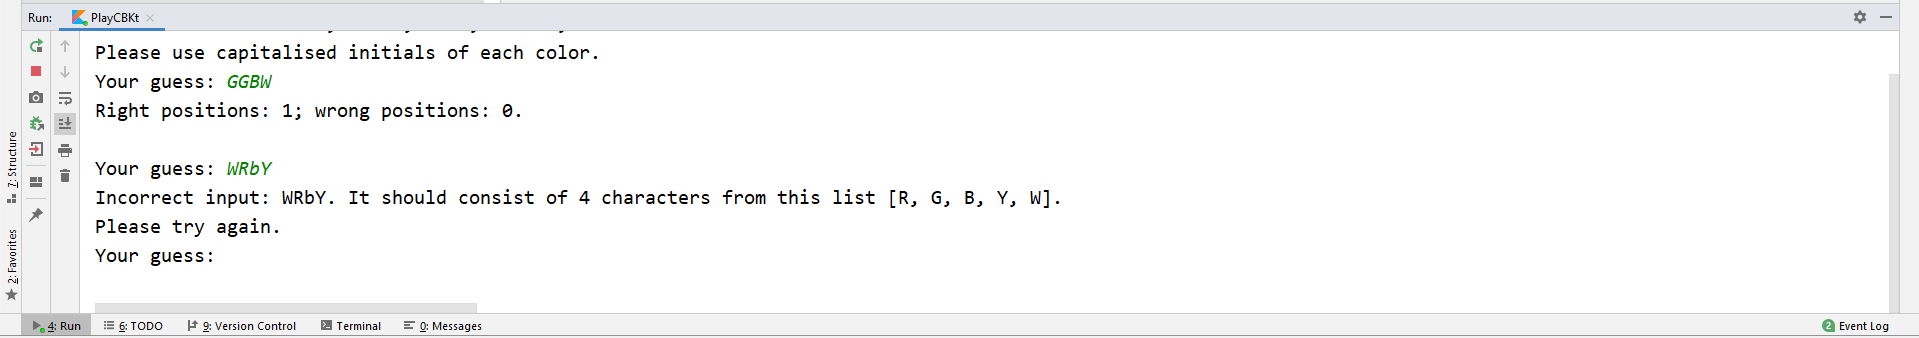 Run: PlayCBKt
Please use capitalised initials of each color.
Your guess: GGBW
Right positions: 1; wrong positions: 0.
Your guess: WRbY
Incorrect input: WRbY. It should consist of 4 characters from this list [R, G, B, Y, W].
Please try again.
Your guess:
7: Structure
2: Favorites
4: Run 6: TODO 9: Version Control Terminal 0: Messages 2 Event Log